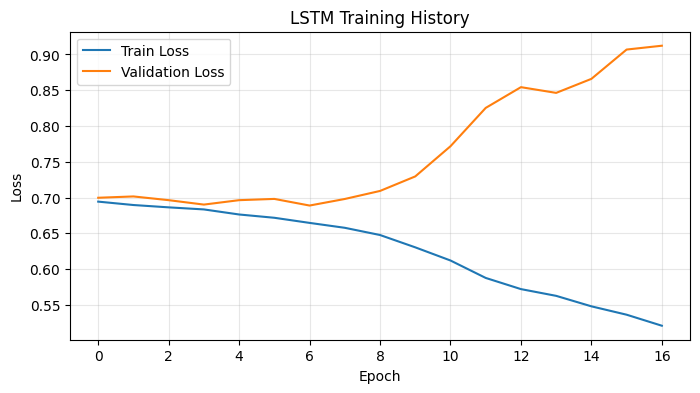 LSTM Training History
Train Loss
Validation Loss
0.90
0.85
0.80
0.75
0.70
0.65
0.60
0.55
Loss
0 2 4 6 8 10 12 14 16
Epoch